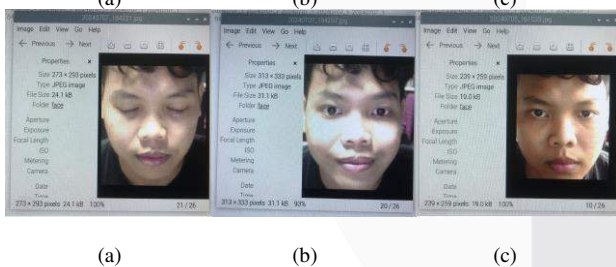 (a) (b) (c)
Image Edit View Go Help
← Previous → Next
Properties ×
Size 273 × 293 pixels
Type JPEG image
File Size 24.1 kB
Folder face
Aperture
Exposure
Focal Length
ISO
Metering
Camera
Date
273 × 293 pixels 24.1 kB 100% 21 / 26
Image Edit View Go Help
← Previous → Next
Properties ×
Size 313 × 333 pixels
Type JPEG image
File Size 31.1 kB
Folder face
Aperture
Exposure
Focal Length
ISO
Metering
Camera
Date
313 × 333 pixels 31.1 kB 90% 20 / 26
Image Edit View Go Help
← Previous → Next
Properties ×
Type JPEG image
File Size 19.0 kB
Folder face
Aperture
Exposure
Focal Length
ISO
Metering
Camera
Date
239 × 259 pixels 19.0 kB 100% 10 / 26
(a) (b) (c)